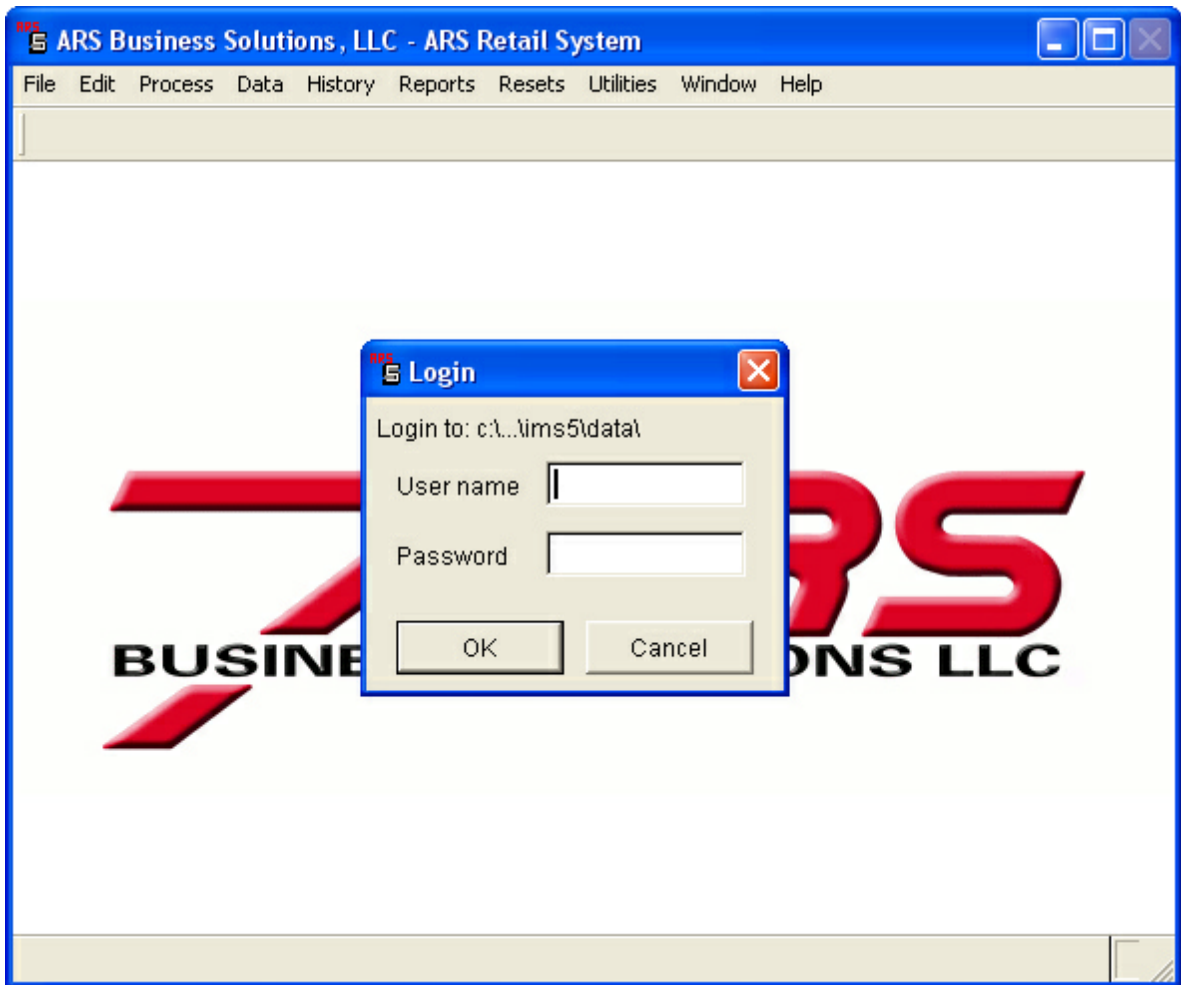 ARS Business Solutions, LLC - ARS Retail System
File Edit Process Data History Reports Resets Utilities Window Help
Login
Login to: c:\...\ims5\data\
User name
Password
OK Cancel
RS
BUSINE ONS LLC